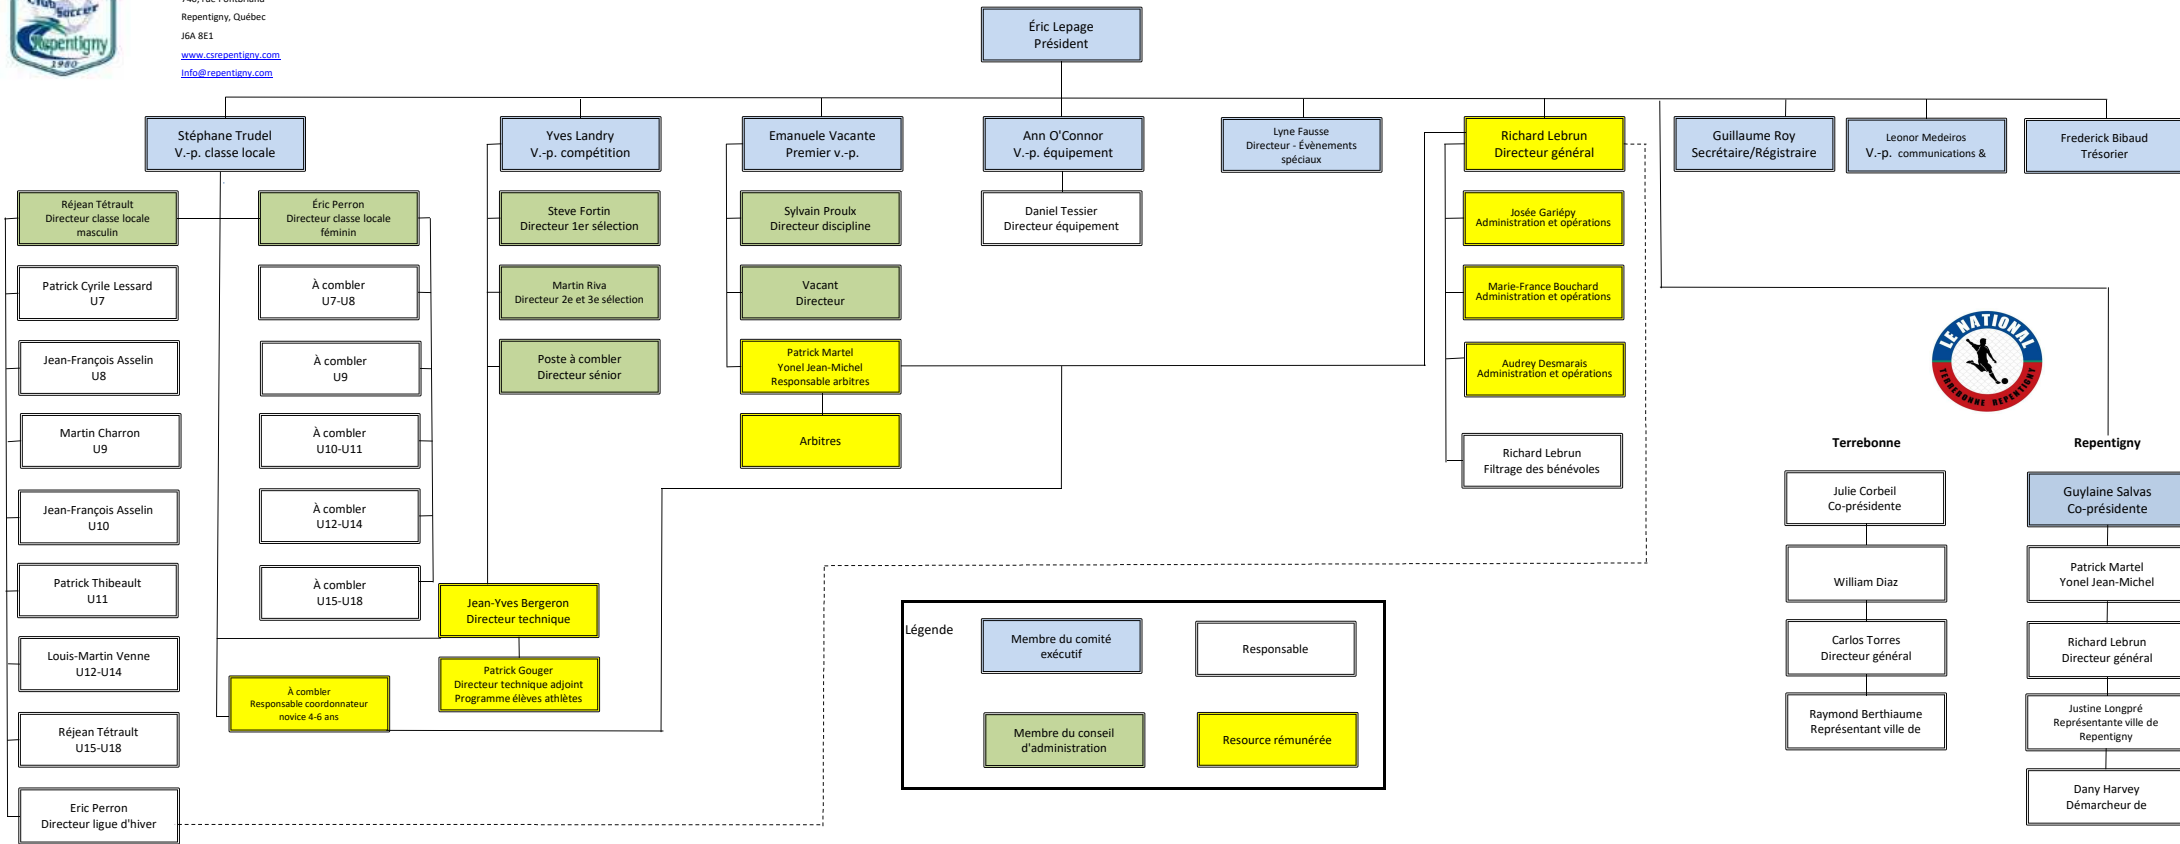 Club
Soccer
Repentigny
1980
Repentigny, Québec
J6A 8E1
www.csrepentigny.com
Info@repentigny.com
Éric Lepage
Président
Stéphane Trudel
V.-p. classe locale
Yves Landry
V.-p. compétition
Emanuele Vacante
Premier v.-p.
Ann O'Connor
V.-p. équipement
Lyne Fausse
Directeur - Évènements
spéciaux
Richard Lebrun
Directeur général
Guillaume Roy
Secrétaire/Régistraire
Leonor Medeiros
V.-p. communications &
Frederick Bibaud
Trésorier
Réjean Tétrault
Directeur classe locale
masculin
Éric Perron
Directeur classe locale
féminin
Steve Fortin
Directeur 1er sélection
Sylvain Proulx
Directeur discipline
Daniel Tessier
Directeur équipement
Josée Gariépy
Administration et opérations
Patrick Cyrile Lessard
U7
À combler
U7-U8
Martin Riva
Directeur 2e et 3e sélection
Vacant
Directeur
Marie-France Bouchard
Administration et opérations
Jean-François Asselin
U8
À combler
U9
Poste à combler
Directeur sénior
Patrick Martel
Yonel Jean-Michel
Responsable arbitres
Audrey Desmarais
Administration et opérations
LE NATIONAL
TERREBONNE REPENTIGNY
Martin Charron
U9
À combler
U10-U11
Arbitres
Richard Lebrun
Filtrage des bénévoles
Terrebonne
Repentigny
Jean-François Asselin
U10
À combler
U12-U14
Julie Corbeil
Co-présidente
Guylaine Salvas
Co-présidente
Patrick Thibeault
U11
À combler
U15-U18
Jean-Yves Bergeron
Directeur technique
William Diaz
Patrick Martel
Yonel Jean-Michel
Louis-Martin Venne
U12-U14
À combler
Responsable coordonnateur
novice 4-6 ans
Patrick Gouger
Directeur technique adjoint
Programme élèves athlètes
Légende
Membre du comité
exécutif
Responsable
Carlos Torres
Directeur général
Richard Lebrun
Directeur général
Réjean Tétrault
U15-U18
Membre du conseil
d'administration
Resource rémunérée
Raymond Berthiaume
Représentant ville de
Justine Longpré
Représentante ville de
Repentigny
Eric Perron
Directeur ligue d'hiver
Dany Harvey
Démarcheur de